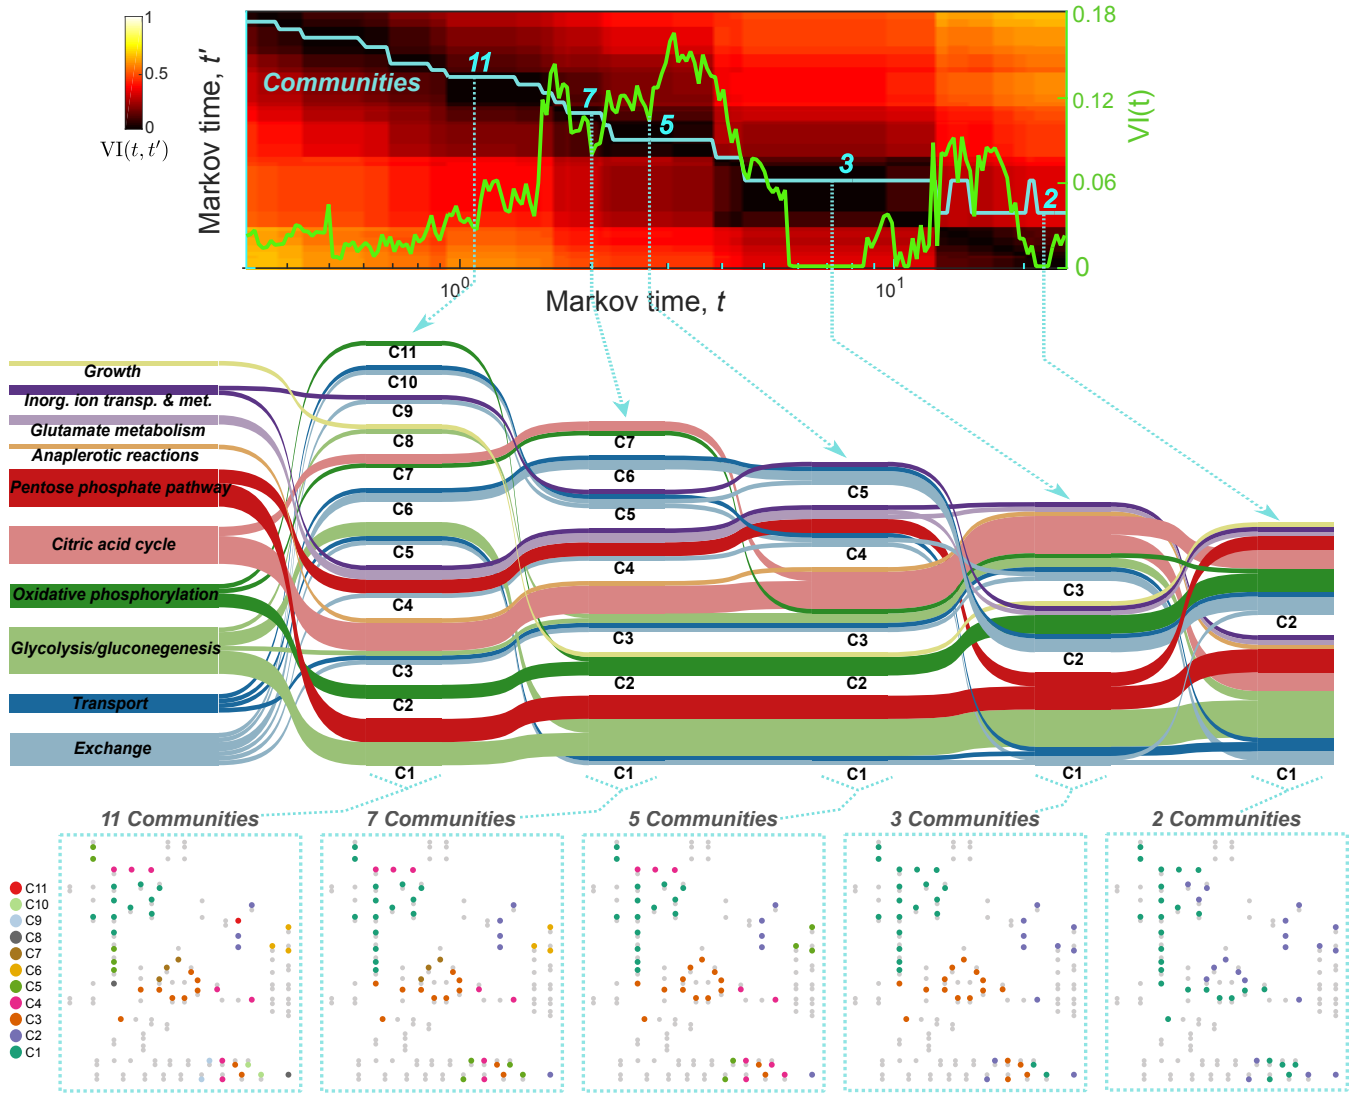 1
0.5
0
VI(t, t′)
Markov time, t′
Communities
11
7
5
3
2
0.18
0.12
0.06
0
VI(t)
10⁰
10¹
Markov time, t
Growth
Inorg. ion transp. & met.
Glutamate metabolism
Anaplerotic reactions
Pentose phosphate pathway
Citric acid cycle
Oxidative phosphorylation
Glycolysis/gluconegenesis
Transport
Exchange
C11
C10
C9
C8
C7
C6
C5
C4
C3
C2
C1
C7
C6
C5
C4
C3
C2
C1
C5
C4
C3
C2
C1
C3
C2
C1
C2
C1
11 Communities
7 Communities
5 Communities
3 Communities
2 Communities
C11
C10
C9
C8
C7
C6
C5
C4
C3
C2
C1